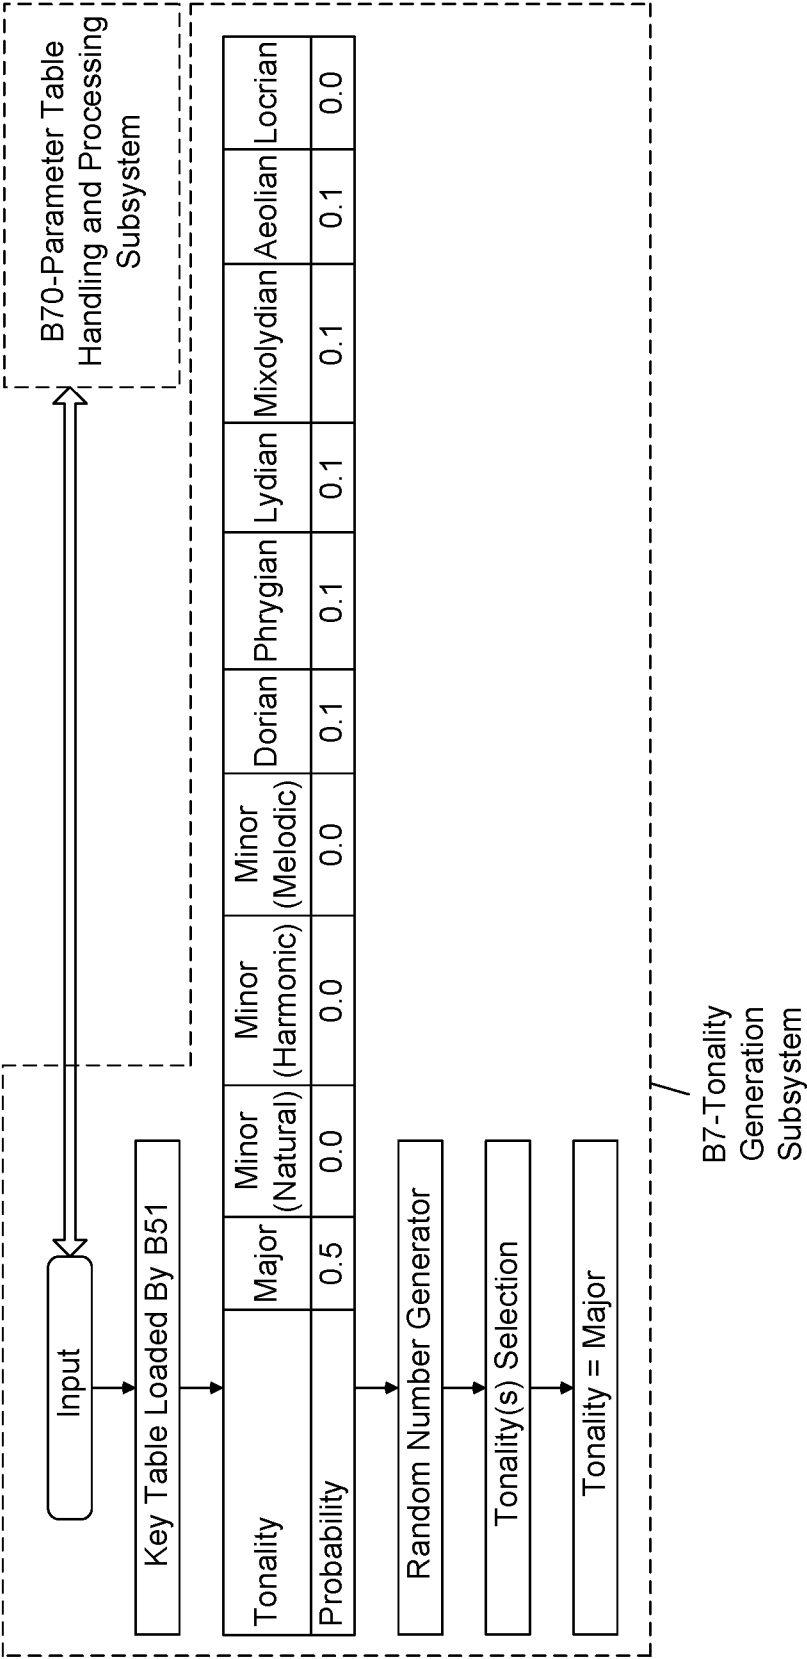 B70-Parameter Table
Handling and Processing
Subsystem
Input
Key Table Loaded By B51
Tonality Major Minor (Natural) Minor (Harmonic) Minor (Melodic) Dorian Phrygian Lydian Mixolydian Aeolian Locrian
Probability 0.5 0.0 0.0 0.0 0.1 0.1 0.1 0.1 0.1 0.0
Random Number Generator
Tonality(s) Selection
Tonality = Major
B7-Tonality
Generation
Subsystem